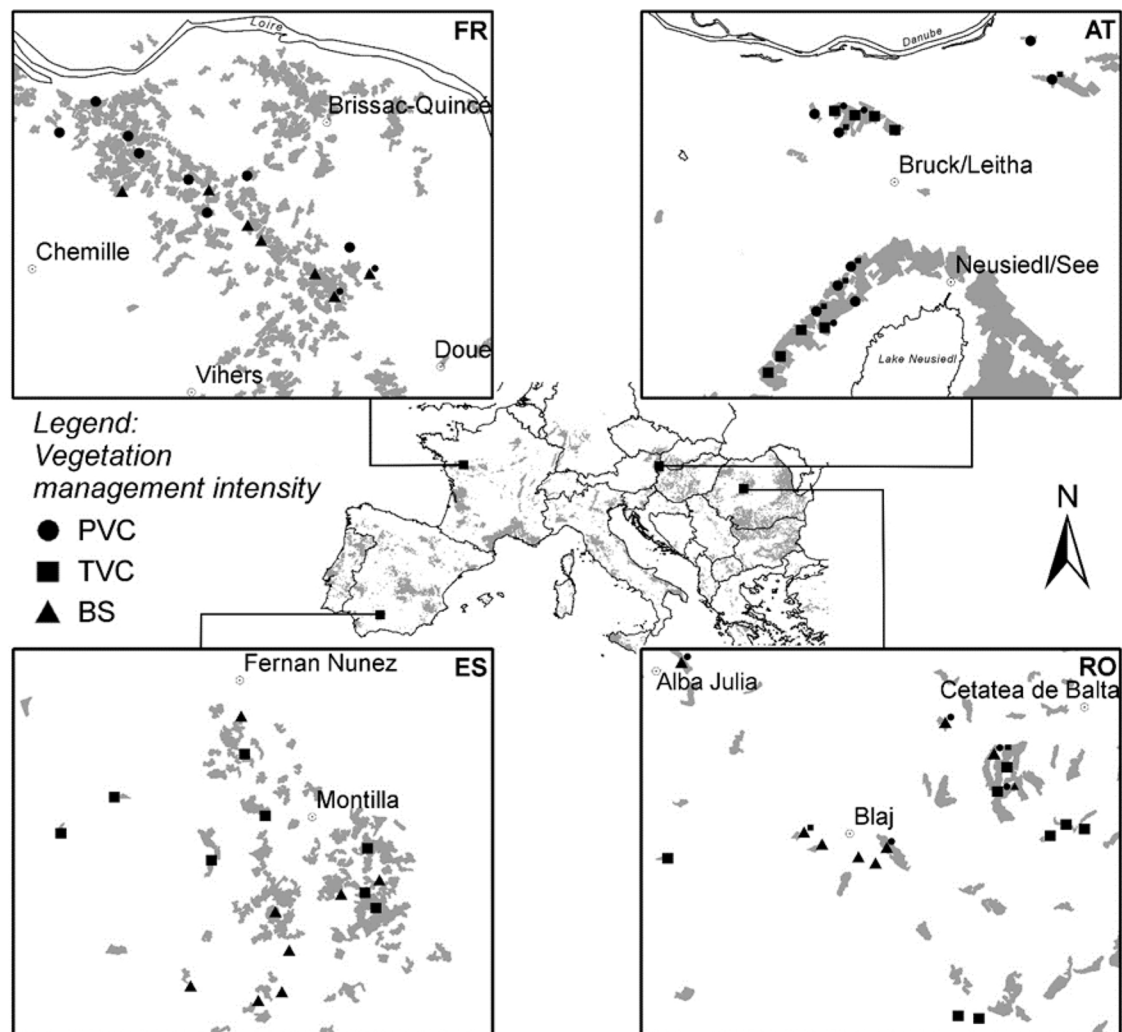 Loire
FR
Brissac-Quincé
Chemille
Doue
Vihers
Danube
AT
Bruck/Leitha
Neusiedl/See
Lake Neusiedl
Legend:
Vegetation
management intensity
PVC
TVC
BS
N
Fernan Nunez
ES
Montilla
RO
Alba Julia
Cetatea de Balta
Blaj